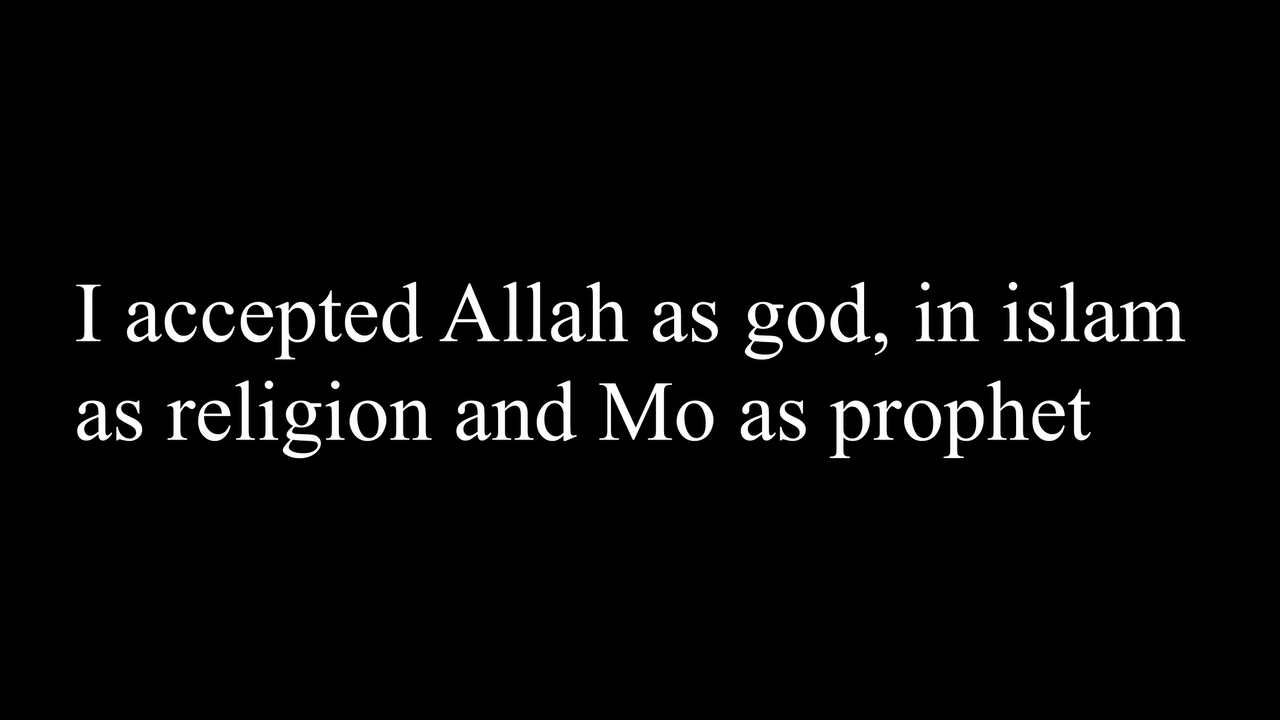 I accepted Allah as god, in islam
as religion and Mo as prophet